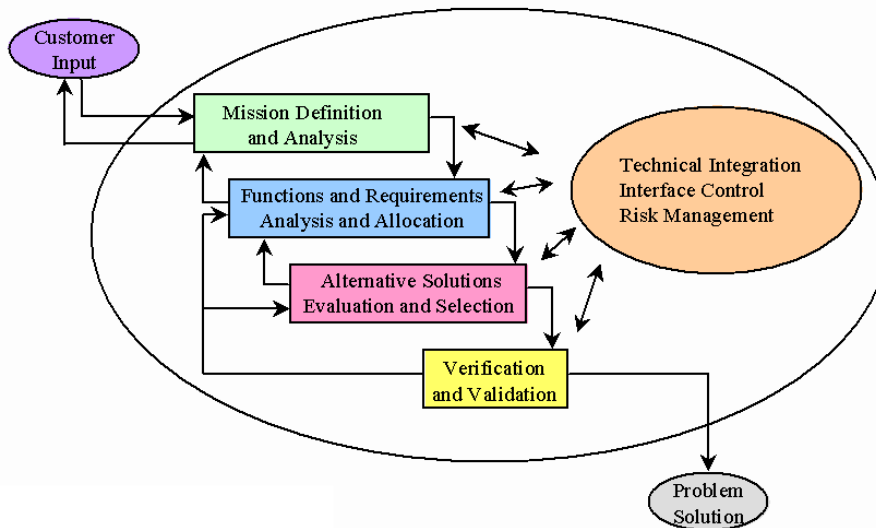 Customer
Input
Mission Definition
and Analysis
Technical Integration
Interface Control
Risk Management
Functions and Requirements
Analysis and Allocation
Alternative Solutions
Evaluation and Selection
Verification
and Validation
Problem
Solution